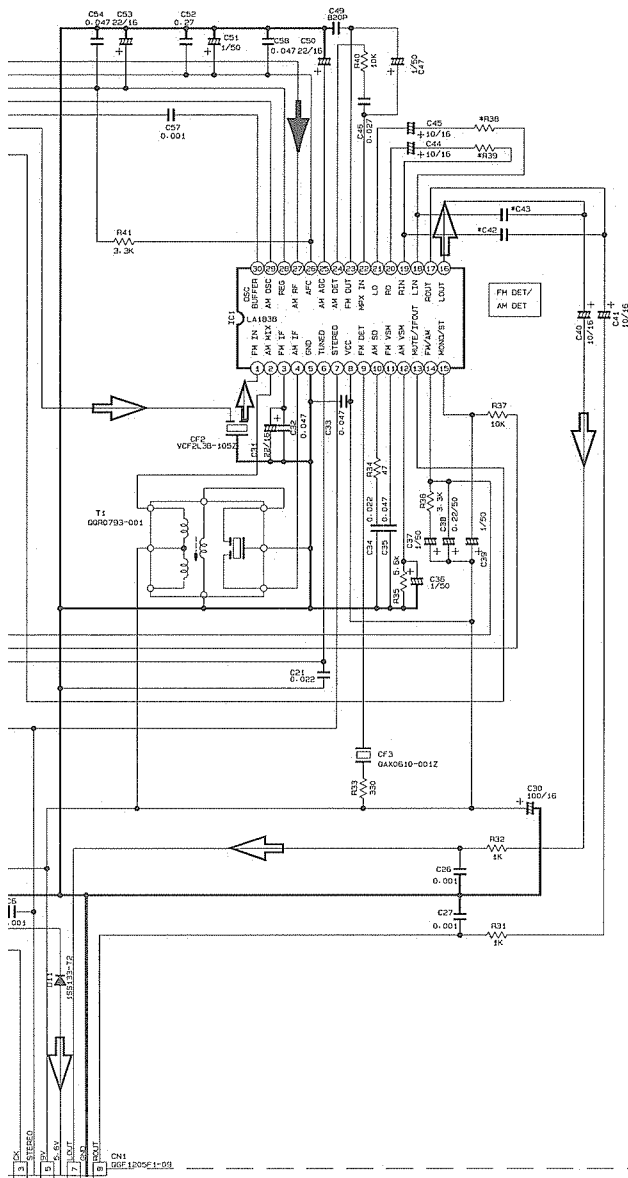 C54
0.047
C53
22/16
C52
0.27
C51
1/50
C58
0.047
C50
22/16
C49
820P
R40
10K
1/50
C47
C46
0.027
C57
0.001
C45
10/16
*R38
C44
10/16
*R39
*C43
*C42
R41
3.3K
30 29 28 27 26 25 24 23 22 21 20 19 18 17 16
OSC BUFFER
AM OSC
REG
AM RF
AFC
AM AGC
AM DET
FM OUT
MPX IN
LO
RO
RIN
LIN
ROUT
LOUT
IC1
LA1838
FM IN
AM MIX
FM IF
AM IF
GND
TUNED
STEREO
VCC
FM DET
AM SD
FM VSM
AM VSM
MUTE/IFOUT
FM/AM
MONO/ST
1 2 3 4 5 6 7 8 9 10 11 12 13 14 15
FM DET/
AM DET
C40
10/16
C41
10/16
CF2
VCF2L3B-105Z
C31
22/16
C32
0.047
C33
0.047
R37
10K
T1
QQR0793-001
R34
47
0.022
C34
0.047
C35
5.6K
R35
C36
1/50
R36
3.3K
C37
1/50
C38
0.22/50
1/50
C39
C21
0.022
CF3
QAX0610-001Z
R33
330
C30
100/16
R32
1K
C26
0.001
C27
0.001
R31
1K
C6
.001
D11
1SS133-T2
CK
STEREO
9V
5.6V
LOUT
GND
ROUT
3
5
7
9
CN1
QGF1205F1-09